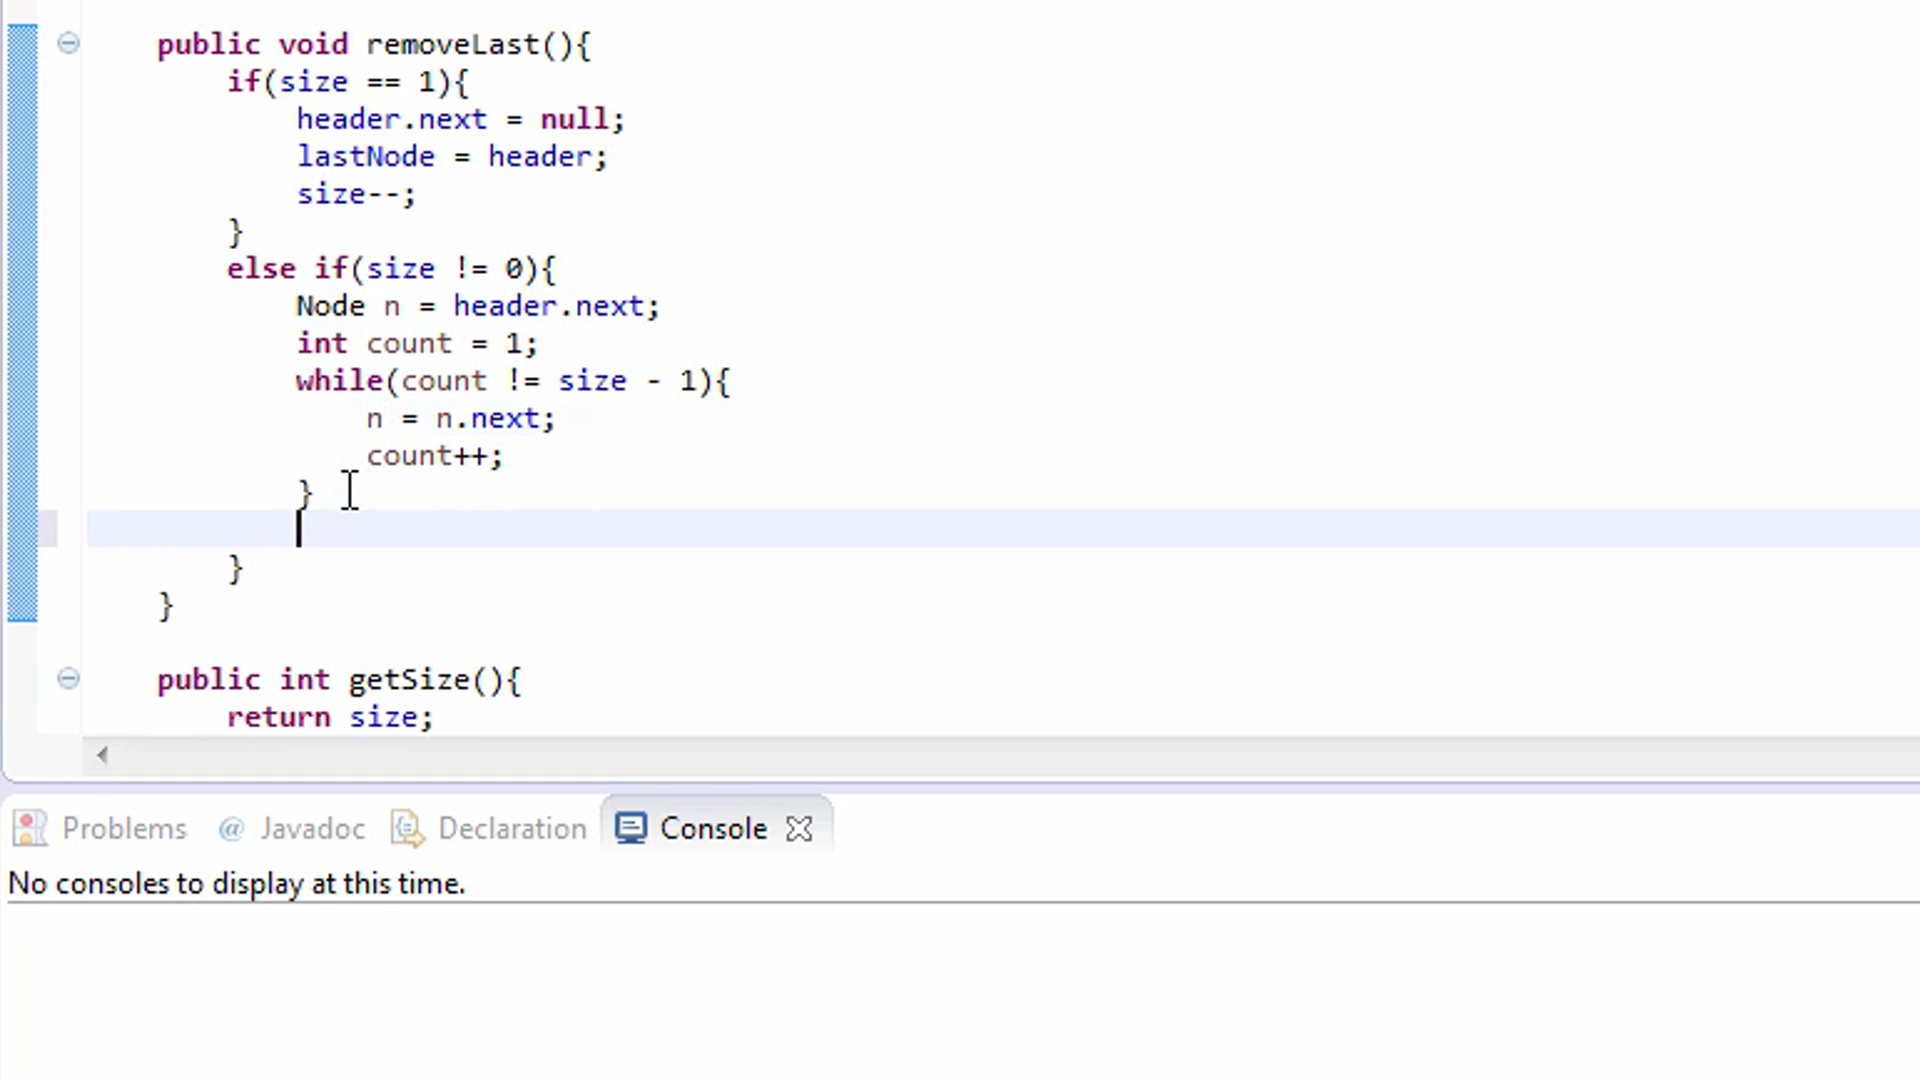 public void removeLast(){
if(size == 1){
header.next = null;
lastNode = header;
size--;
}
else if(size != 0){
Node n = header.next;
int count = 1;
while(count != size - 1){
n = n.next;
count++;
}
}
}
public int getSize(){
return size;
Problems @ Javadoc Declaration Console
No consoles to display at this time.